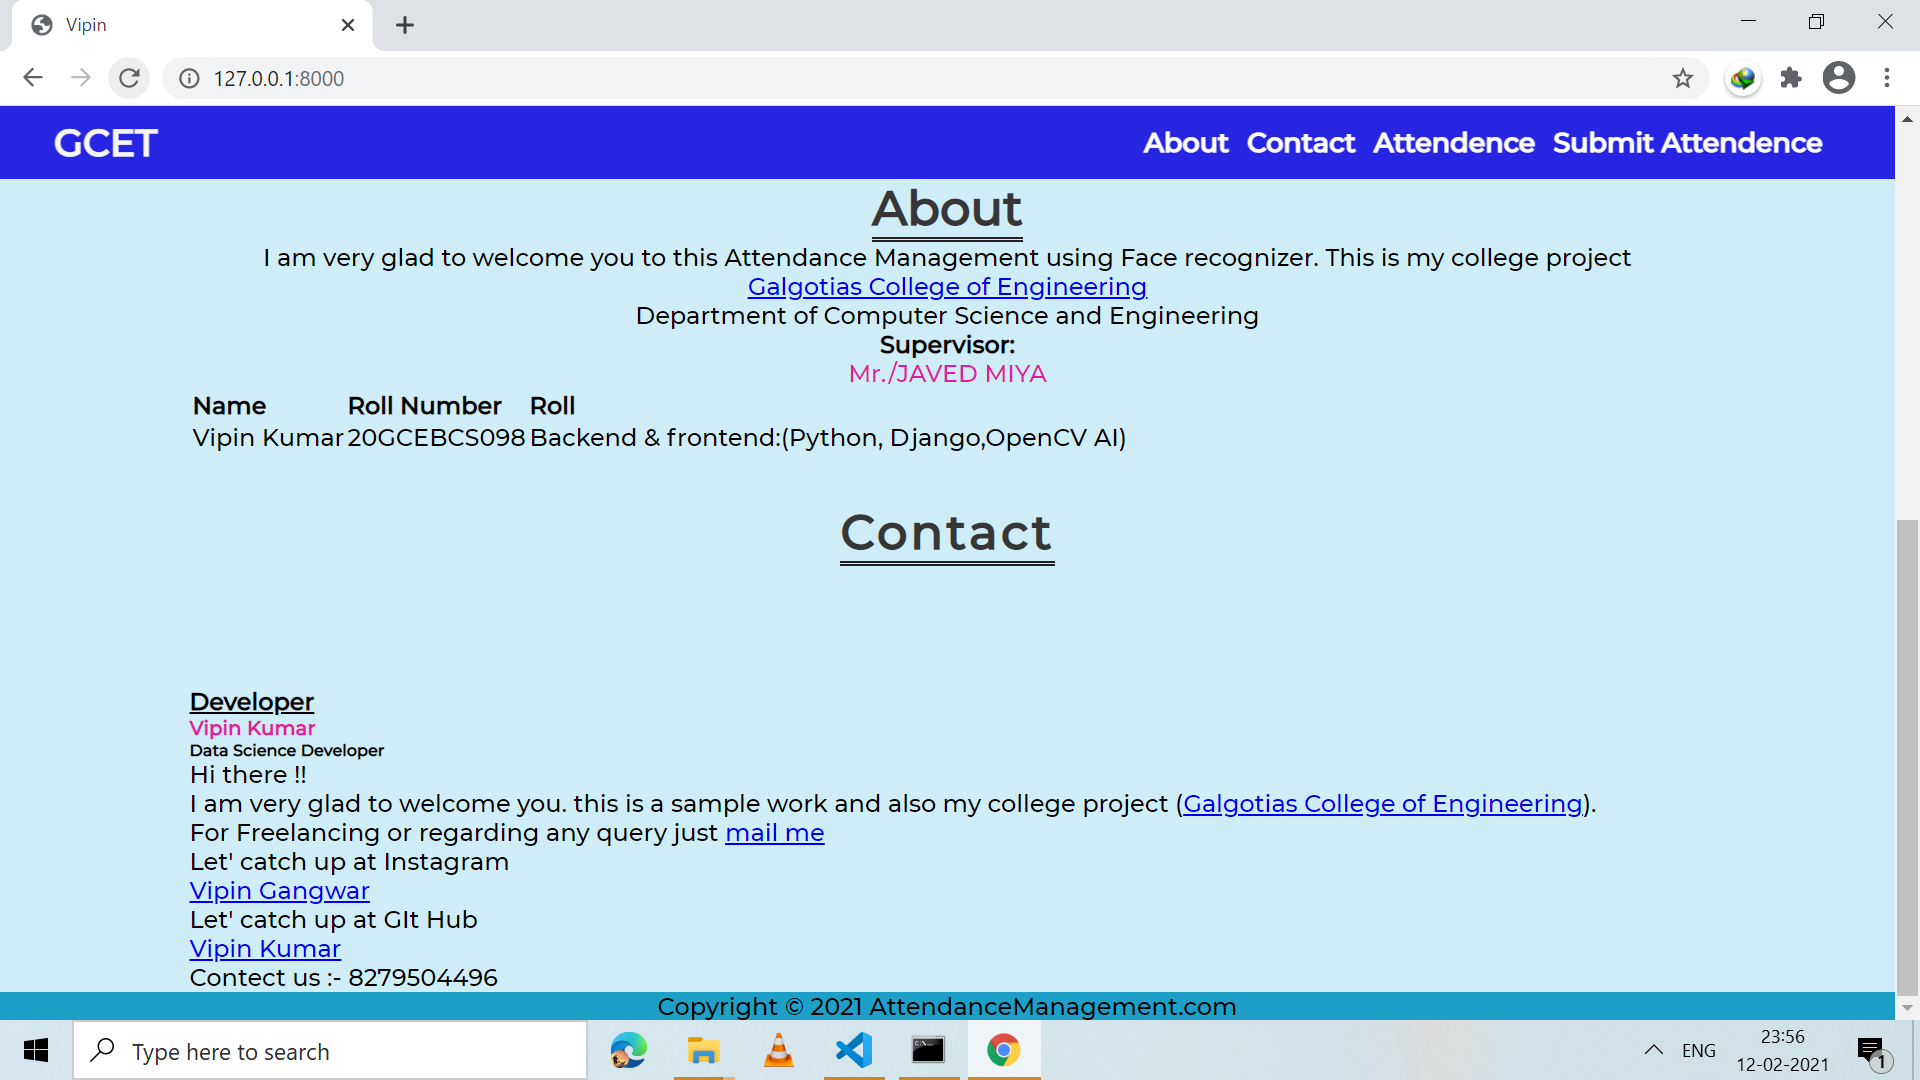 Vipin
127.0.0.1:8000
GCET
About Contact Attendence Submit Attendence
About
I am very glad to welcome you to this Attendance Management using Face recognizer. This is my college project
Galgotias College of Engineering
Department of Computer Science and Engineering
Supervisor:
Mr./JAVED MIYA
Name Roll Number Roll
Vipin Kumar 20GCEBCS098 Backend & frontend:(Python, Django,OpenCV AI)
Contact
Developer
Vipin Kumar
Data Science Developer
Hi there !!
I am very glad to welcome you. this is a sample work and also my college project (Galgotias College of Engineering).
For Freelancing or regarding any query just mail me
Let' catch up at Instagram
Vipin Gangwar
Let' catch up at GIt Hub
Vipin Kumar
Contect us :- 8279504496
Copyright © 2021 AttendanceManagement.com
Type here to search
ENG
23:56
12-02-2021
1